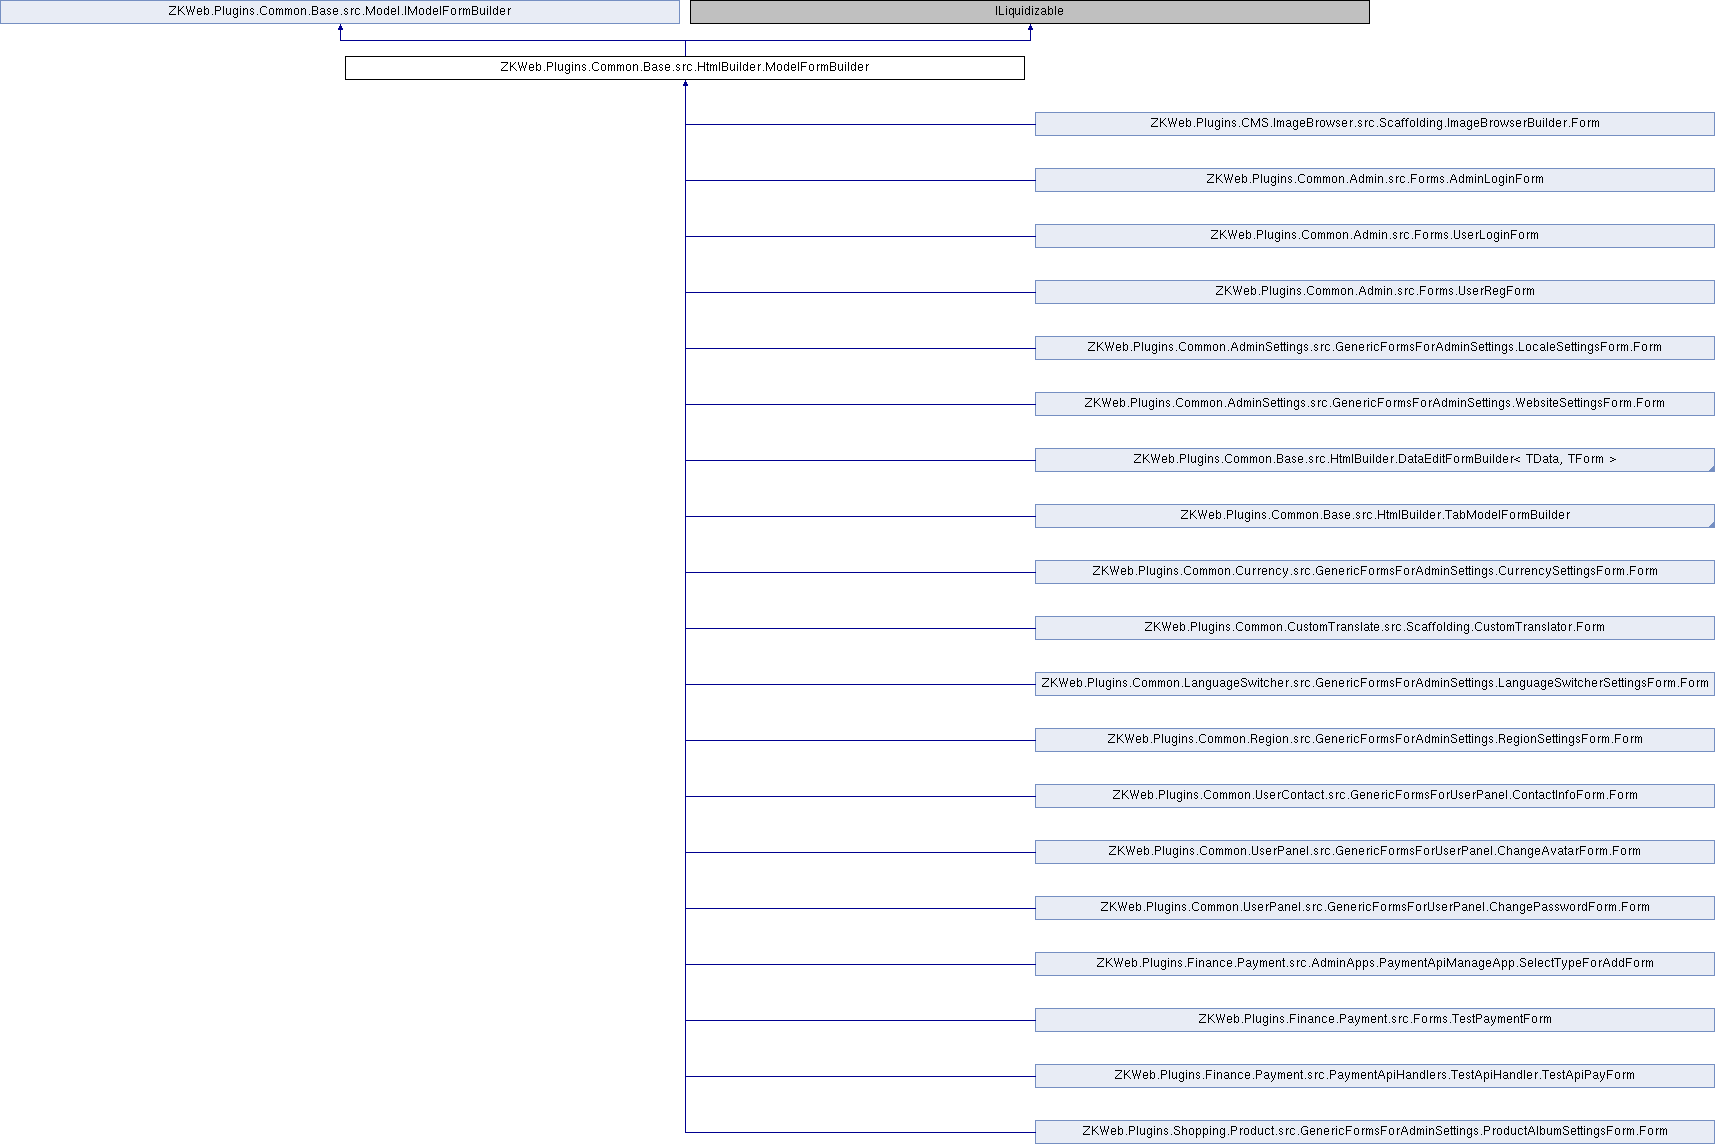 ZKWeb.Plugins.Common.Base.src.Model.IModelFormBuilder
ILiquidizable
ZKWeb.Plugins.Common.Base.src.HtmlBuilder.ModelFormBuilder
ZKWeb.Plugins.CMS.ImageBrowser.src.Scaffolding.ImageBrowserBuilder.Form
ZKWeb.Plugins.Common.Admin.src.Forms.AdminLoginForm
ZKWeb.Plugins.Common.Admin.src.Forms.UserLoginForm
ZKWeb.Plugins.Common.Admin.src.Forms.UserRegForm
ZKWeb.Plugins.Common.AdminSettings.src.GenericFormsForAdminSettings.LocaleSettingsForm.Form
ZKWeb.Plugins.Common.AdminSettings.src.GenericFormsForAdminSettings.WebsiteSettingsForm.Form
ZKWeb.Plugins.Common.Base.src.HtmlBuilder.DataEditFormBuilder< TData, TForm >
ZKWeb.Plugins.Common.Base.src.HtmlBuilder.TabModelFormBuilder
ZKWeb.Plugins.Common.Currency.src.GenericFormsForAdminSettings.CurrencySettingsForm.Form
ZKWeb.Plugins.Common.CustomTranslate.src.Scaffolding.CustomTranslator.Form
ZKWeb.Plugins.Common.LanguageSwitcher.src.GenericFormsForAdminSettings.LanguageSwitcherSettingsForm.Form
ZKWeb.Plugins.Common.Region.src.GenericFormsForAdminSettings.RegionSettingsForm.Form
ZKWeb.Plugins.Common.UserContact.src.GenericFormsForUserPanel.ContactInfoForm.Form
ZKWeb.Plugins.Common.UserPanel.src.GenericFormsForUserPanel.ChangeAvatarForm.Form
ZKWeb.Plugins.Common.UserPanel.src.GenericFormsForUserPanel.ChangePasswordForm.Form
ZKWeb.Plugins.Finance.Payment.src.AdminApps.PaymentApiManageApp.SelectTypeForAddForm
ZKWeb.Plugins.Finance.Payment.src.Forms.TestPaymentForm
ZKWeb.Plugins.Finance.Payment.src.PaymentApiHandlers.TestApiHandler.TestApiPayForm
ZKWeb.Plugins.Shopping.Product.src.GenericFormsForAdminSettings.ProductAlbumSettingsForm.Form